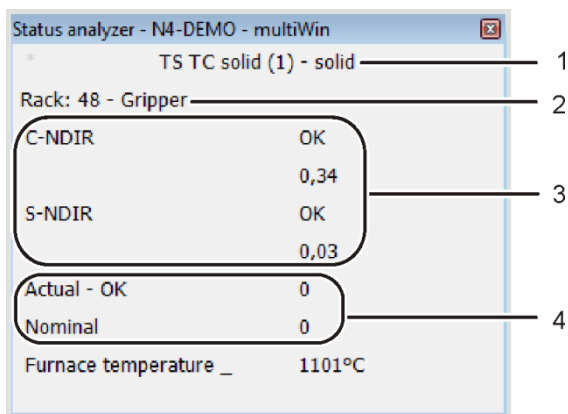 Status analyzer - N4-DEMO - multiWin
* TS TC solid (1) - solid 1
Rack: 48 - Gripper 2
C-NDIR OK
0,34
3
S-NDIR OK
0,03
Actual - OK 0
Nominal 0 4
Furnace temperature _ 1101°C